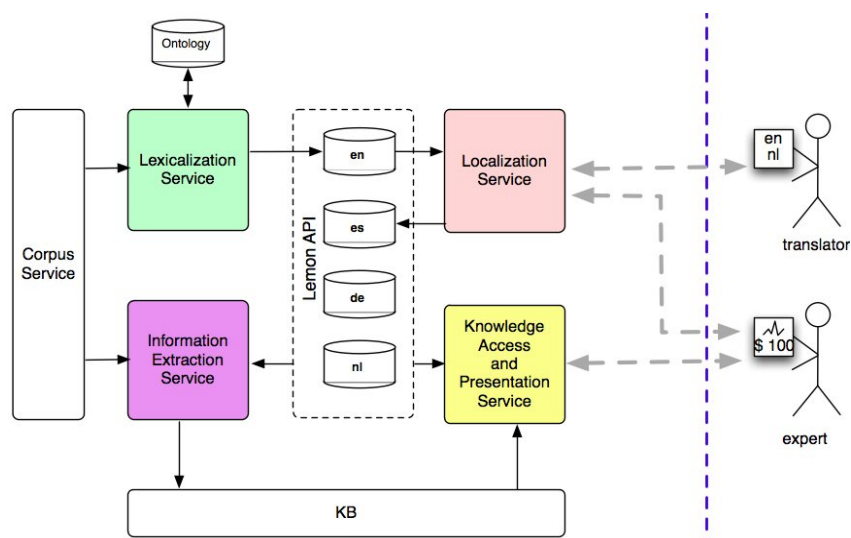 Ontology
Lexicalization
Service
en
Localization
Service
en
nl
translator
es
Lemon API
Corpus
Service
de
Information
Extraction
Service
nl
Knowledge
Access
and
Presentation
Service
$ 100
expert
KB